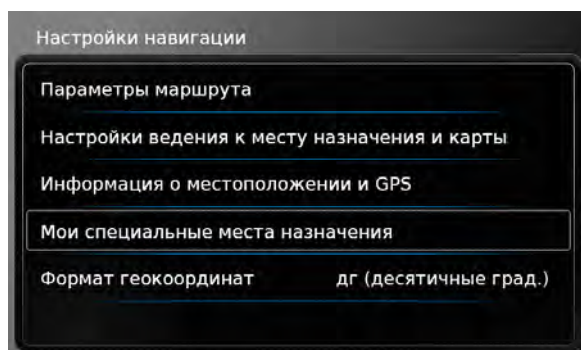 Настройки навигации
Параметры маршрута
Настройки ведения к месту назначения и карты
Информация о местоположении и GPS
Мои специальные места назначения
Формат геокоординат дг (десятичные град.)